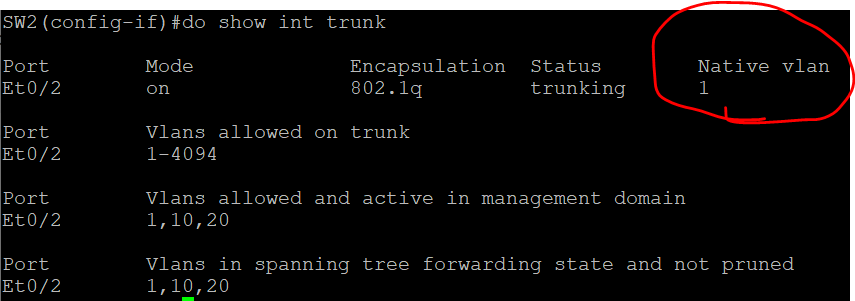 SW2(config-if)#do show int trunk
Port Mode Encapsulation Status Native vlan
Et0/2 on 802.1q trunking 1
Port Vlans allowed on trunk
Et0/2 1-4094
Port Vlans allowed and active in management domain
Et0/2 1,10,20
Port Vlans in spanning tree forwarding state and not pruned
Et0/2 1,10,20